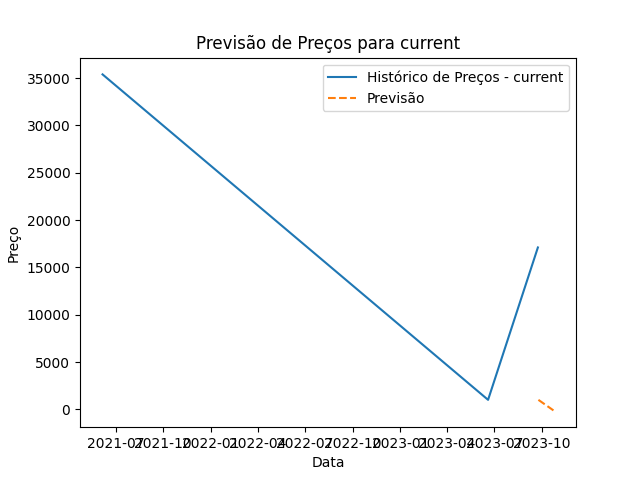 Previsão de Preços para current
Histórico de Preços - current
Previsão
35000
30000
25000
20000
15000
10000
5000
0
Preço
2021-07 2021-10 2022-01 2022-04 2022-07 2022-10 2023-01 2023-04 2023-07 2023-10
Data